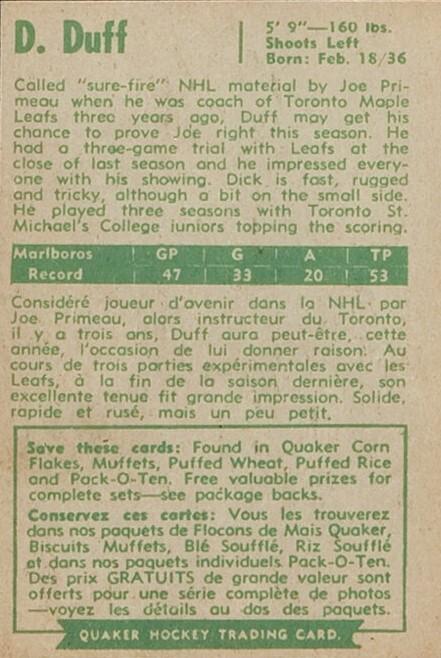 D. Duff
5' 9"—160 lbs.
Shoots Left
Born: Feb. 18/36
Called "sure-fire" NHL material by Joe Pri-
meau when he was coach of Toronto Maple
Leafs three years ago, Duff may get his
chance to prove Joe right this season. He
had a three-game trial with Leafs at the
close of last season and he impressed every-
one with his showing. Dick is fast, rugged
and tricky, although a bit on the small side.
He played three seasons with Toronto St.
Michael's College juniors topping the scoring.
Marlboros GP G A TP
Record 47 33 20 53
Considéré joueur d'avenir dans la NHL par
Joe Primeau, alors instructeur du Toronto,
il y a trois ans, Duff aura peut-être, cette
année, l'occasion de lui donner raison. Au
cours de trois parties expérimentales avec les
Leafs, à la fin de la saison dernière, son
excellente tenue fit grande impression. Solide,
rapide et rusé, mais un peu petit.
Save these cards: Found in Quaker Corn
Flakes, Muffets, Puffed Wheat, Puffed Rice
and Pack-O-Ten. Free valuable prizes for
complete sets—see package backs.
Conservez ces cartes: Vous les trouverez
dans nos paquets de Flocons de Mais Quaker,
Biscuits Muffets, Blé Soufflé, Riz Soufflé
et dans nos paquets individuels Pack-O-Ten.
Des prix GRATUITS de grande valeur sont
offerts pour une série complète de photos
—voyez les détails au dos des paquets.
QUAKER HOCKEY TRADING CARD.